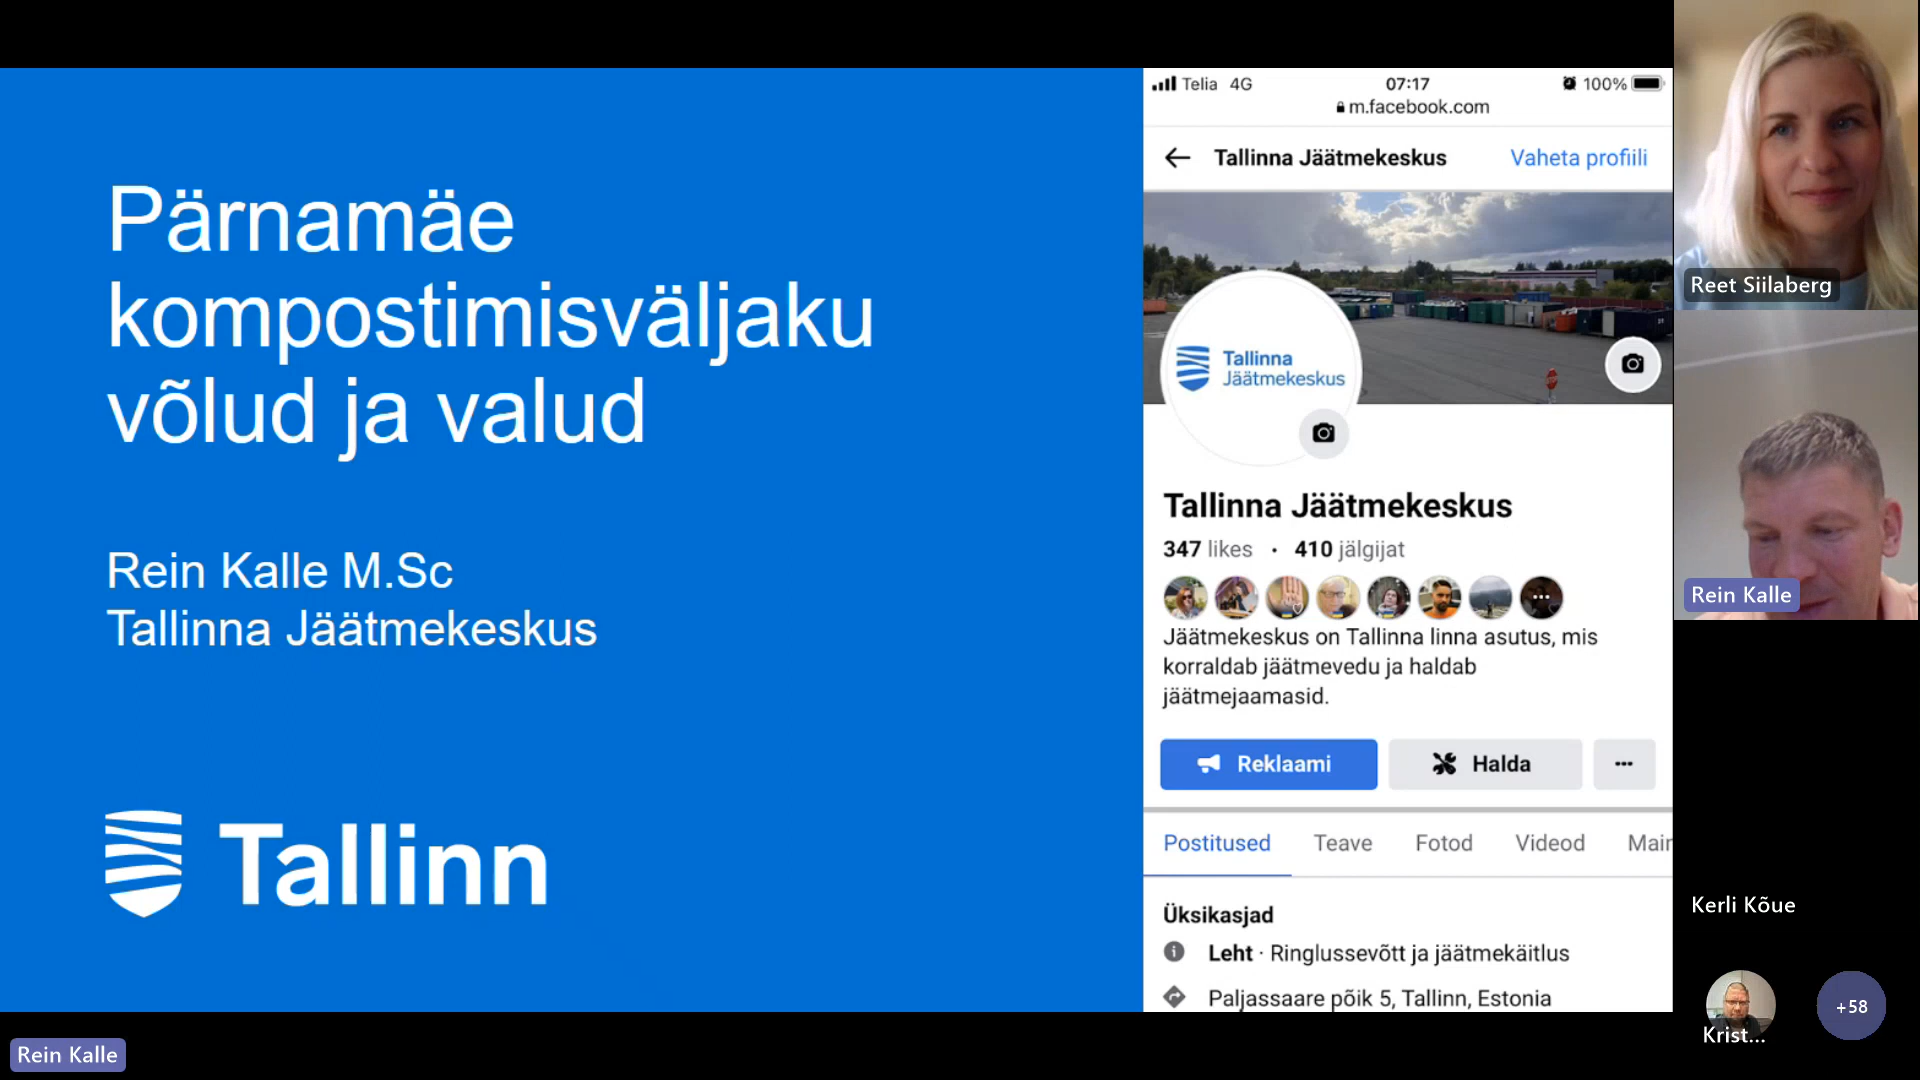 Pärnamäe
kompostimisväljaku
võlud ja valud
Rein Kalle M.Sc
Tallinna Jäätmekeskus
Tallinn
Telia 4G 07:17 100%
m.facebook.com
Tallinna Jäätmekeskus Vaheta profiili
Tallinna
Jäätmekeskus
Tallinna Jäätmekeskus
347 likes · 410 jälgijat
Jäätmekeskus on Tallinna linna asutus, mis
korraldab jäätmevedu ja haldab
jäätmejaamasid.
Reklaami Halda ...
Postitused Teave Fotod Videod Main
Üksikasjad
Leht · Ringlussevõtt ja jäätmekäitlus
Paljassaare põik 5, Tallinn, Estonia
Reet Siilaberg
Rein Kalle
Kerli Kõue
Krist...
+58
Rein Kalle